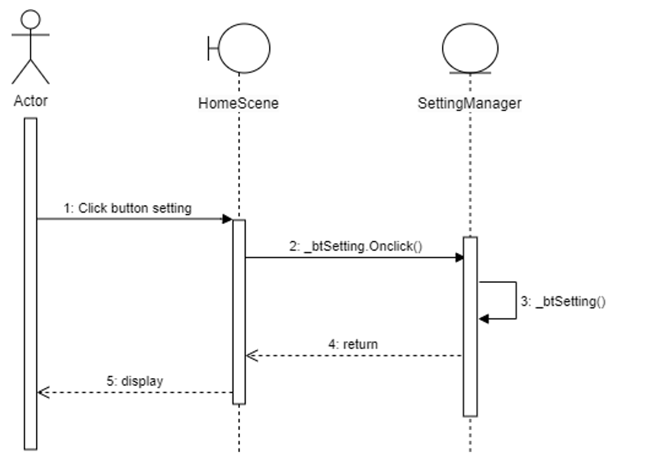 Actor
HomeScene
SettingManager
1: Click button setting
2: _btSetting.Onclick()
3: _btSetting()
4: return
5: display